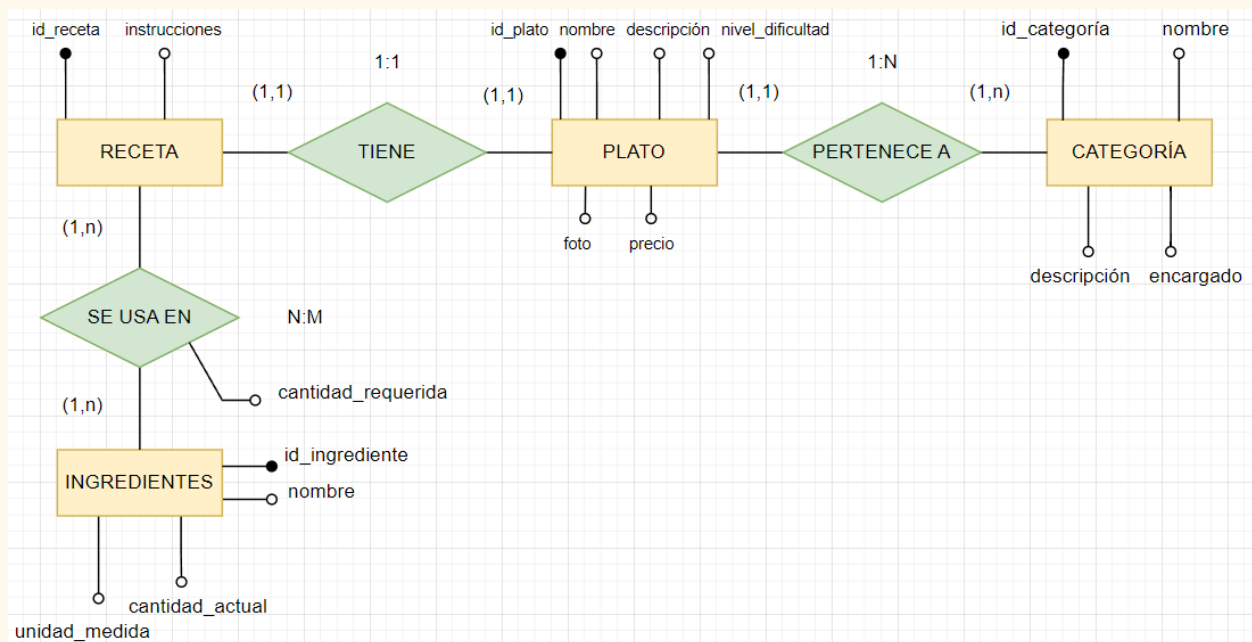 id_receta instrucciones id_plato nombre descripción nivel_dificultad id_categoría nombre
1:1 1:N
(1,1) (1,1) (1,1) (1,n)
RECETA TIENE PLATO PERTENECE A CATEGORÍA
(1,n)
foto precio
descripción encargado
SE USA EN N:M
cantidad_requerida
(1,n)
id_ingrediente
INGREDIENTES
nombre
cantidad_actual
unidad_medida